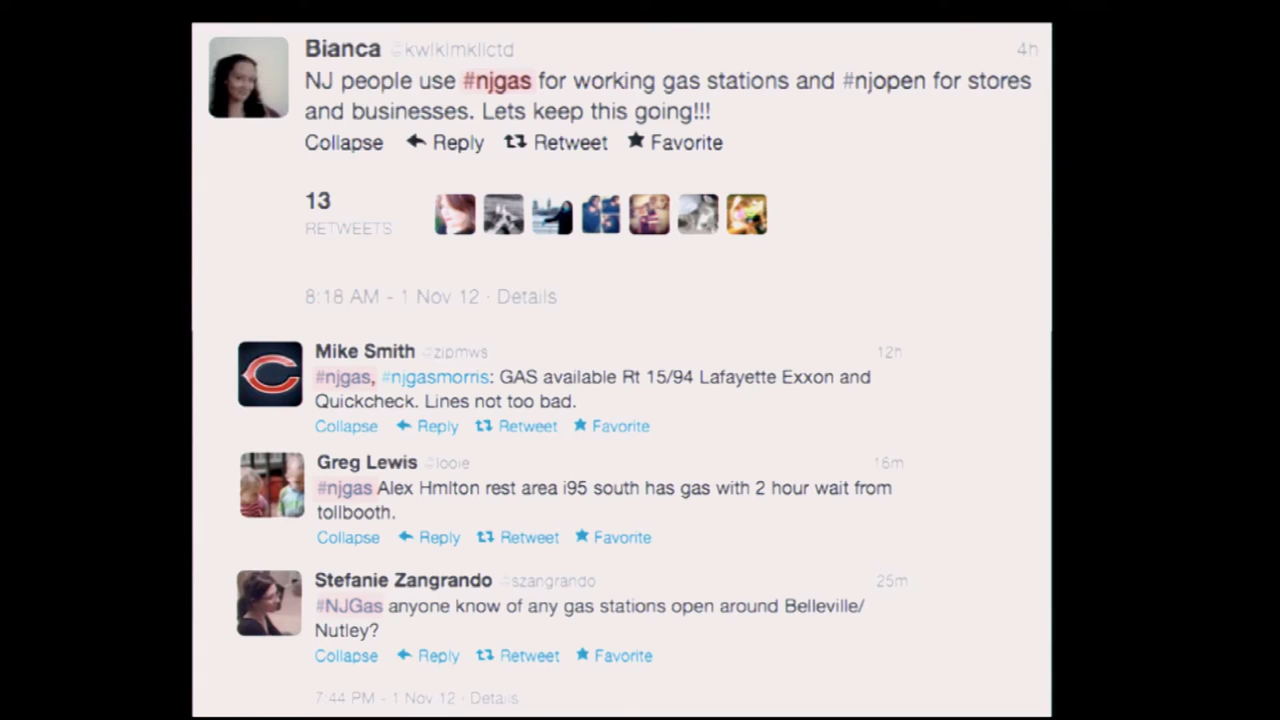 Bianca @kwikimkiictd 4h
NJ people use #njgas for working gas stations and #njopen for stores
and businesses. Lets keep this going!!!
Collapse Reply Retweet Favorite
13
RETWEETS
8:18 AM - 1 Nov 12 · Details
Mike Smith @zipmws 12h
#njgas, #njgasmorris: GAS available Rt 15/94 Lafayette Exxon and
Quickcheck. Lines not too bad.
Collapse Reply Retweet Favorite
Greg Lewis @looie 16m
#njgas Alex Hmlton rest area i95 south has gas with 2 hour wait from
tollbooth.
Collapse Reply Retweet Favorite
Stefanie Zangrando @szangrando 25m
#NJGas anyone know of any gas stations open around Belleville/
Nutley?
Collapse Reply Retweet Favorite
7:44 PM - 1 Nov 12 · Details